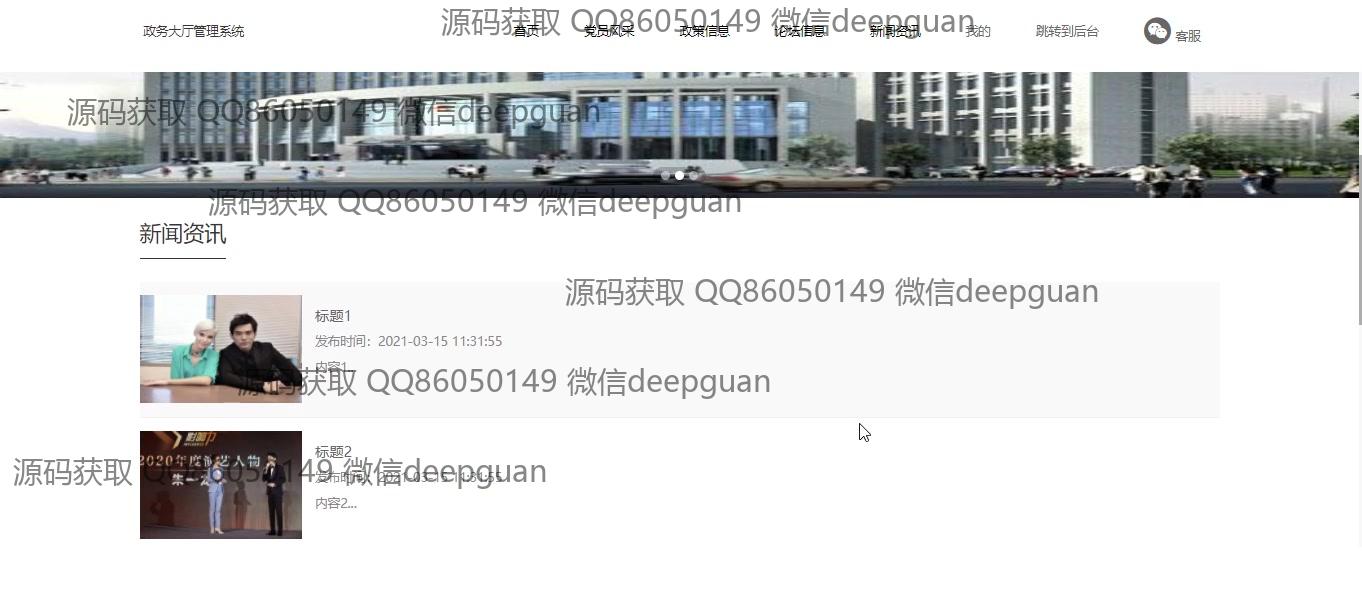 政务大厅管理系统 首页 党员风采 政策信息 论坛信息 新闻资讯 我的 跳转到后台 客服
源码获取 QQ86050149 微信deepguan
源码获取 QQ86050149 微信deepguan
源码获取 QQ86050149 微信deepguan
新闻资讯
源码获取 QQ86050149 微信deepguan
标题1
发布时间：2021-03-15 11:31:55
内容1...
源码获取 QQ86050149 微信deepguan
2020年度演艺人物
标题2
源码获取 QQ86050149 微信deepguan
发布时间：2021-03-15 11:31:55
内容2...